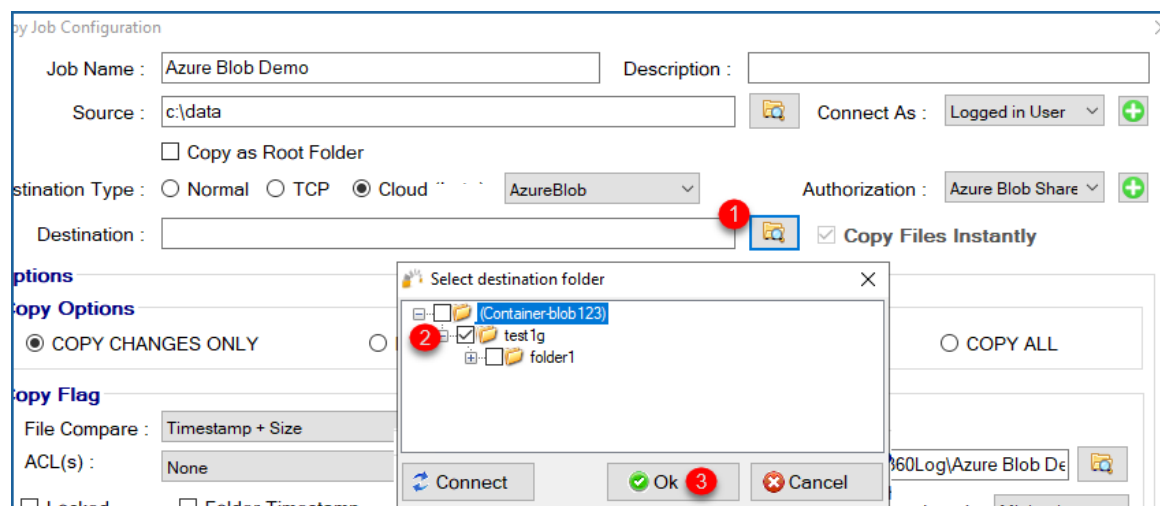 py Job Configuration
Job Name : Azure Blob Demo Description :
Source : c:\data Connect As : Logged in User
Copy as Root Folder
stination Type : Normal TCP Cloud AzureBlob Authorization : Azure Blob Share
1
Destination : Copy Files Instantly
ptions
Select destination folder
opy Options
(Container-blob123)
2 test1g
COPY CHANGES ONLY COPY ALL
folder1
opy Flag
File Compare : Timestamp + Size
ACL(s) : None 360Log\Azure Blob De
Connect Ok 3 Cancel